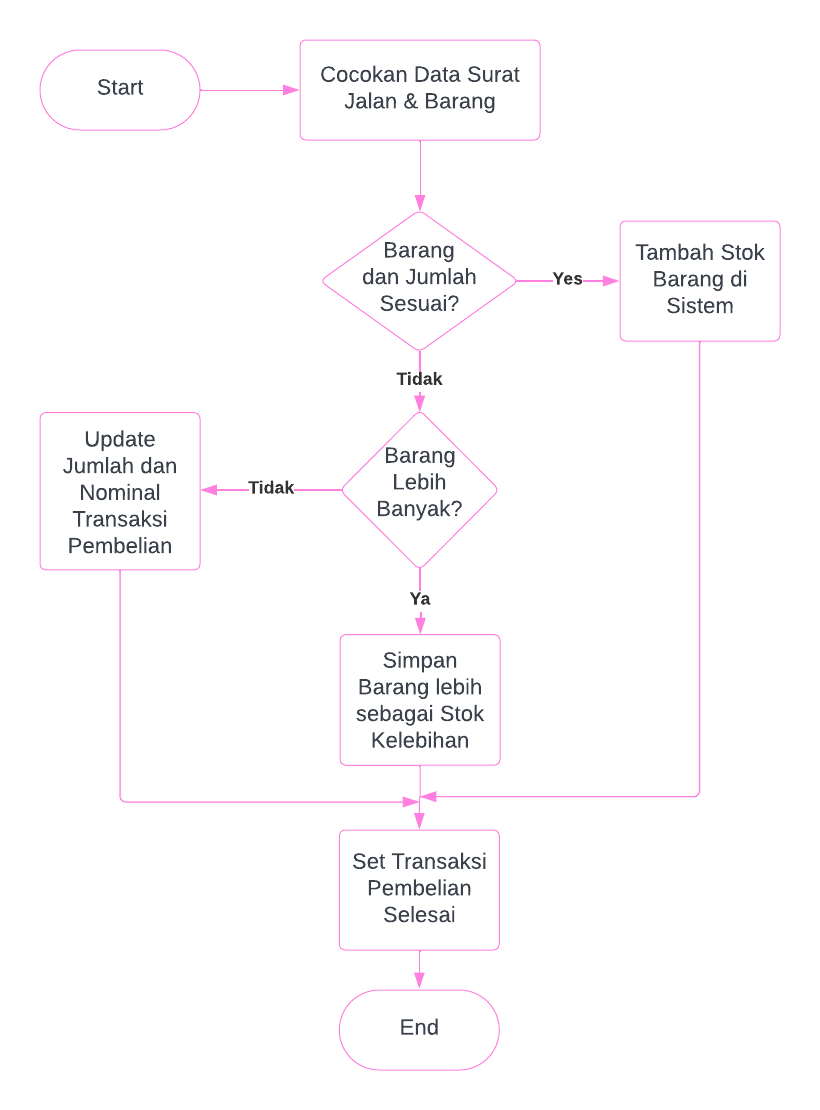 Start
Cocokan Data Surat
Jalan & Barang
Barang
dan Jumlah
Sesuai?
Yes
Tambah Stok
Barang di
Sistem
Tidak
Barang
Lebih
Banyak?
Tidak
Update
Jumlah dan
Nominal
Transaksi
Pembelian
Ya
Simpan
Barang lebih
sebagai Stok
Kelebihan
Set Transaksi
Pembelian
Selesai
End